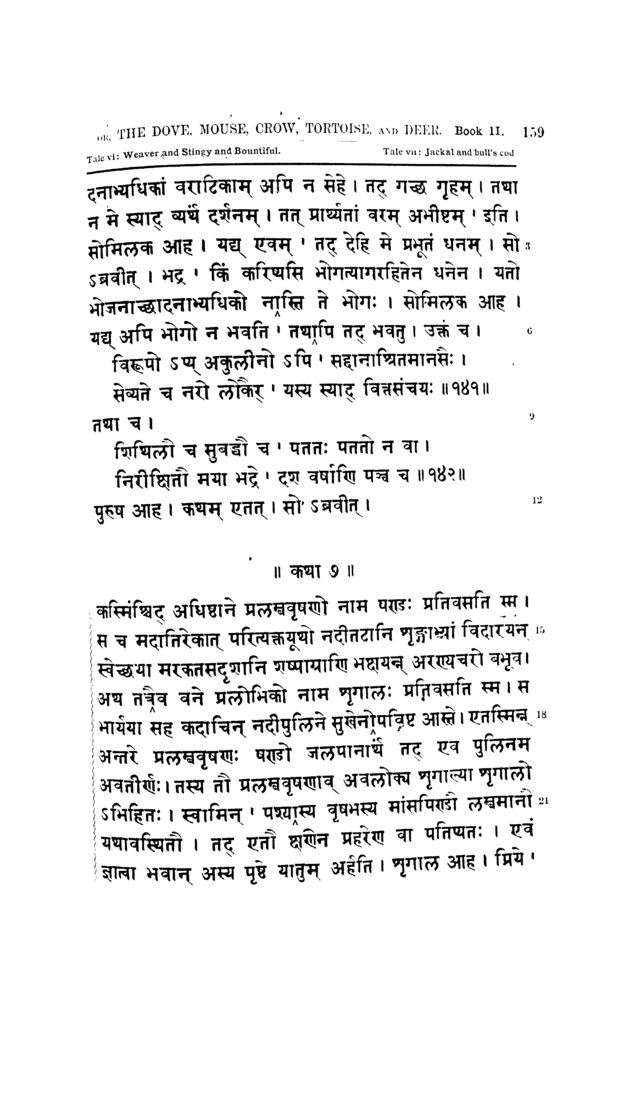 OR, THE DOVE, MOUSE, CROW, TORTOISE, AND DEER. Book II. 159
Tale vi: Weaver and Stingy and Bountiful. Tale vii: Jackal and bull's cod
दनाभ्यधिकां वराटिकाम् अपि न सेहे । तद् गच्छ गृहम् । तथा
न मे स्याद् व्यर्थं दर्शनम् । तत् प्रार्थ्यतां वरम् अभीष्टम् ' इति ।
सोमिलक आह । यद्य् एवम् ' तद् देहि मे प्रभूतं धनम् । सो 3
ऽब्रवीत् । भद्र ' किं करिष्यसि भोगत्यागरहितेन धनेन । यतो
भोजनाच्छादनाभ्यधिको नास्ति ते भोगः । सोमिलक आह ।
यद्य् अपि भोगो न भवति ' तथापि तद् भवतु । उक्तं च । 6
विरूपो ऽप्य् अकुलीनो ऽपि ' सद्दानाश्रितमानसैः ।
सेव्यते च नरो लोकैर् ' यस्य स्याद् वित्तसंचयः ॥ १४१ ॥
तथा च । 9
शिथिलौ च सुबद्धौ च ' पततः पततो न वा ।
निरीक्षितौ मया भद्रे ' दश वर्षाणि पञ्च च ॥ १४२ ॥
पुरुष आह । कथम् एतत् । सो ऽब्रवीत् । 12
॥ कथा ७ ॥
कस्मिंश्चिद् अधिष्ठाने प्रलम्बवृषणो नाम षण्डः प्रतिवसति स्म ।
स च मदातिरेकात् परित्यक्तयूथो नदीतटानि शृङ्गाभ्यां विदारयन् 15
स्वेच्छया मरकतसदृशानि शष्पाग्राणि भक्षयन्न् अरण्यचरो बभूव ।
अथ तत्रैव वने प्रलोभिको नाम शृगालः प्रतिवसति स्म । स
भार्यया सह कदाचिन् नदीपुलिने सुखेनोपविष्ट आस्ते । एतस्मिन्न् 18
अन्तरे प्रलम्बवृषणः षण्डो जलपानार्थं तद् एव पुलिनम्
अवतीर्णः । तस्य तौ प्रलम्बवृषणाव् अवलोक्य शृगाल्या शृगालो
ऽभिहितः । स्वामिन् ' पश्यास्य वृषभस्य मांसपिण्डौ लम्बमानौ 21
यथावस्थितौ । तद् एतौ क्षणेन प्रहरेण वा पतिष्यतः । एवं
ज्ञात्वा भवान् अस्य पृष्ठे यातुम् अर्हति । शृगाल आह । प्रिये '